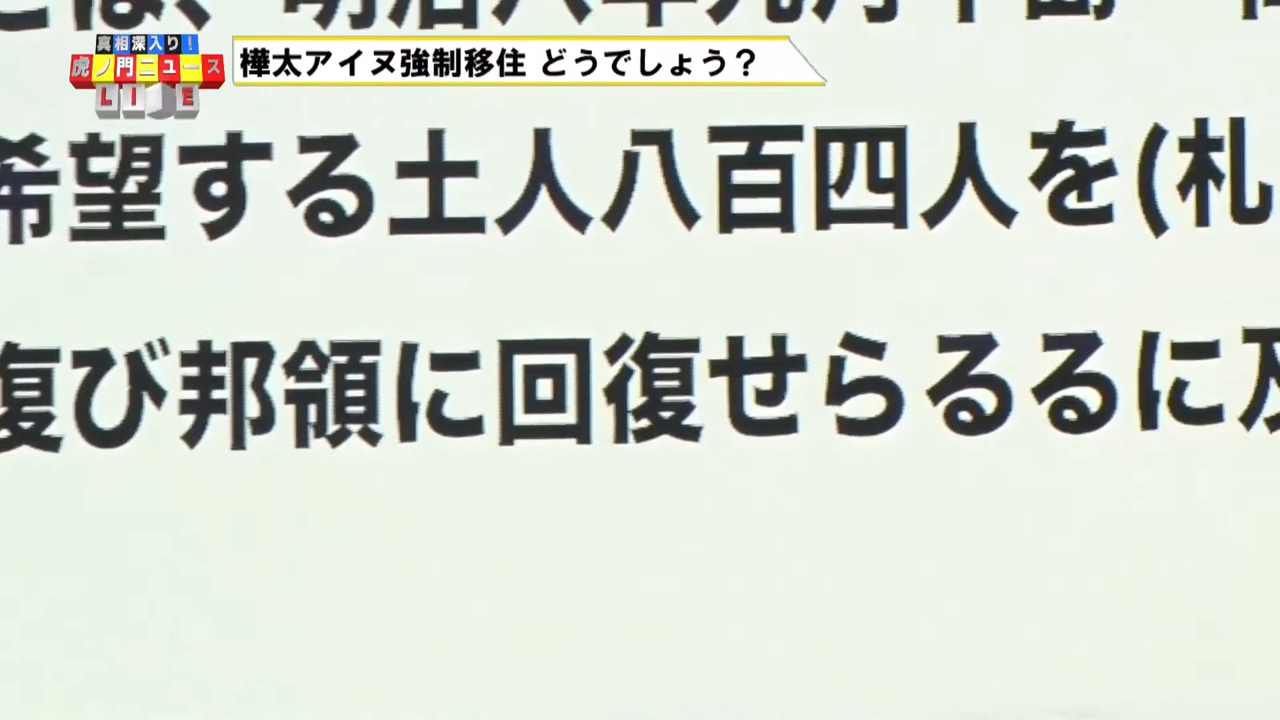 真相深入り!
虎ノ門ニュース
LIVE
樺太アイヌ強制移住 どうでしょう?
希望する土人八百四人を(札
復び邦領に回復せらるるに及